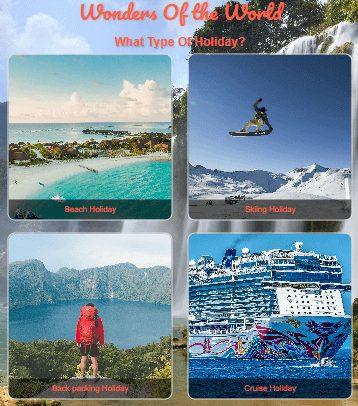 Wonders Of the World
What Type Of Holiday?
Beach Holiday
Skiing Holiday
Back packing Holiday
Cruise Holiday